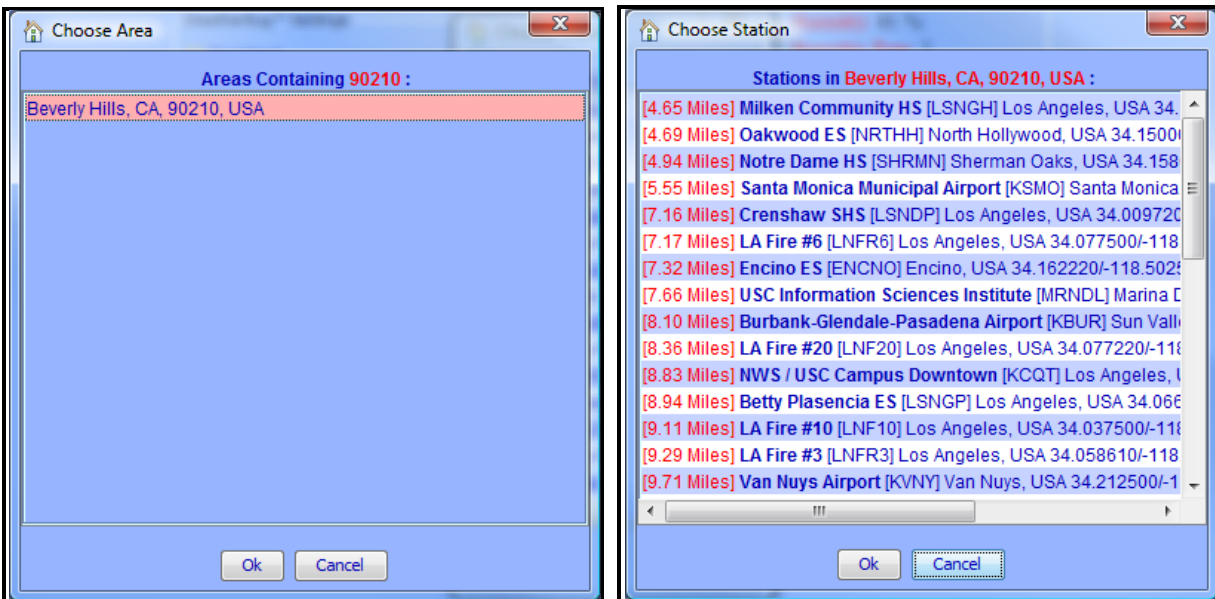 Choose Area
Areas Containing 90210 :
Beverly Hills, CA, 90210, USA
Ok
Cancel
Choose Station
Stations in Beverly Hills, CA, 90210, USA :
[4.65 Miles] Milken Community HS [LSNGH] Los Angeles, USA 34.
[4.69 Miles] Oakwood ES [NRTHH] North Hollywood, USA 34.1500
[4.94 Miles] Notre Dame HS [SHRMN] Sherman Oaks, USA 34.158
[5.55 Miles] Santa Monica Municipal Airport [KSMO] Santa Monica
[7.16 Miles] Crenshaw SHS [LSNDP] Los Angeles, USA 34.009720
[7.17 Miles] LA Fire #6 [LNFR6] Los Angeles, USA 34.077500/-118
[7.32 Miles] Encino ES [ENCNO] Encino, USA 34.162220/-118.5025
[7.66 Miles] USC Information Sciences Institute [MRNDL] Marina
[8.10 Miles] Burbank-Glendale-Pasadena Airport [KBUR] Sun Vall
[8.36 Miles] LA Fire #20 [LNF20] Los Angeles, USA 34.077220/-118
[8.83 Miles] NWS / USC Campus Downtown [KCQT] Los Angeles,
[8.94 Miles] Betty Plasencia ES [LSNGP] Los Angeles, USA 34.066
[9.11 Miles] LA Fire #10 [LNF10] Los Angeles, USA 34.037500/-118
[9.29 Miles] LA Fire #3 [LNFR3] Los Angeles, USA 34.058610/-118
[9.71 Miles] Van Nuys Airport [KVNY] Van Nuys, USA 34.212500/-1
Ok
Cancel